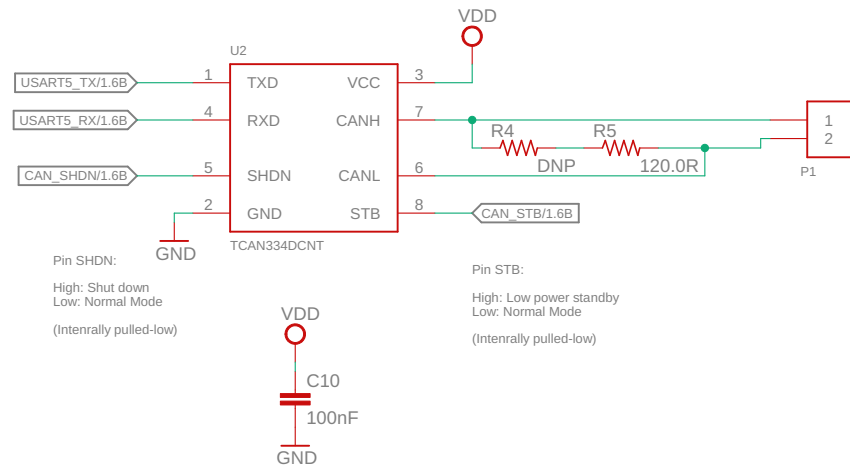 VDD
U2
USART5_TX/1.6B
1
TXD
VCC
3
USART5_RX/1.6B
4
RXD
CANH
7
1
R4
R5
2
DNP
120.0R
CAN_SHDN/1.6B
5
SHDN
CANL
6
P1
2
GND
STB
8
CAN_STB/1.6B
GND
TCAN334DCNT
Pin SHDN:
High: Shut down
Low: Normal Mode
(Intenrally pulled-low)
Pin STB:
High: Low power standby
Low: Normal Mode
(Intenrally pulled-low)
VDD
C10
100nF
GND